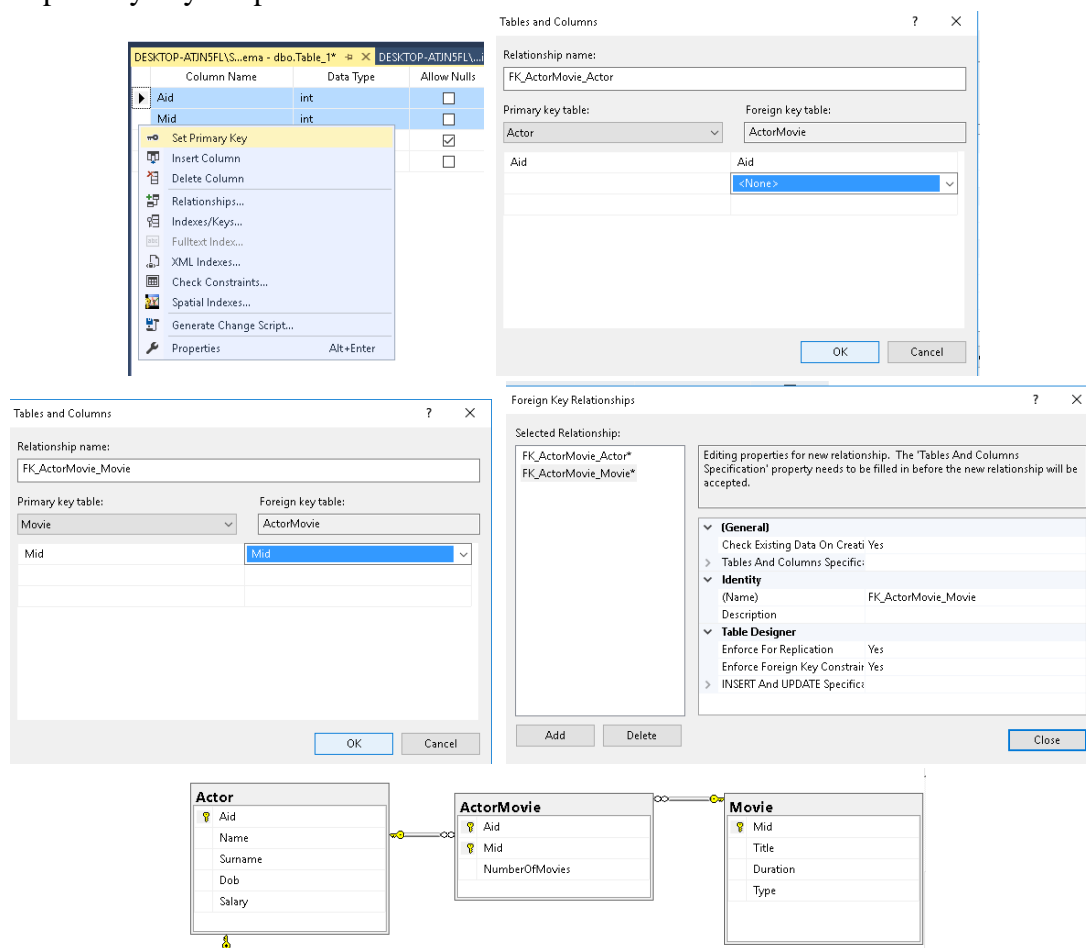 DESKTOP-ATJN5FL\S...ema - dbo.Table_1* DESKTOP-ATJN5FL\...i
Column Name Data Type Allow Nulls
Aid int
Mid int
Set Primary Key
Insert Column
Delete Column
Relationships...
Indexes/Keys...
Fulltext Index...
XML Indexes...
Check Constraints...
Spatial Indexes...
Generate Change Script...
Properties Alt+Enter
Tables and Columns ?
Relationship name:
FK_ActorMovie_Actor
Primary key table: Foreign key table:
Actor ActorMovie
Aid Aid
<None>
OK Cancel
Tables and Columns ?
Relationship name:
FK_ActorMovie_Movie
Primary key table: Foreign key table:
Movie ActorMovie
Mid Mid
OK Cancel
Foreign Key Relationships ?
Selected Relationship:
FK_ActorMovie_Actor*
FK_ActorMovie_Movie*
Editing properties for new relationship. The 'Tables And Columns
Specification' property needs to be filled in before the new relationship will be
accepted.
(General)
Check Existing Data On Creati Yes
Tables And Columns Specific
Identity
(Name) FK_ActorMovie_Movie
Description
Table Designer
Enforce For Replication Yes
Enforce Foreign Key Constrair Yes
INSERT And UPDATE Specific
Add Delete
Close
Actor
Aid
Name
Surname
Dob
Salary
ActorMovie
Aid
Mid
NumberOfMovies
Movie
Mid
Title
Duration
Type